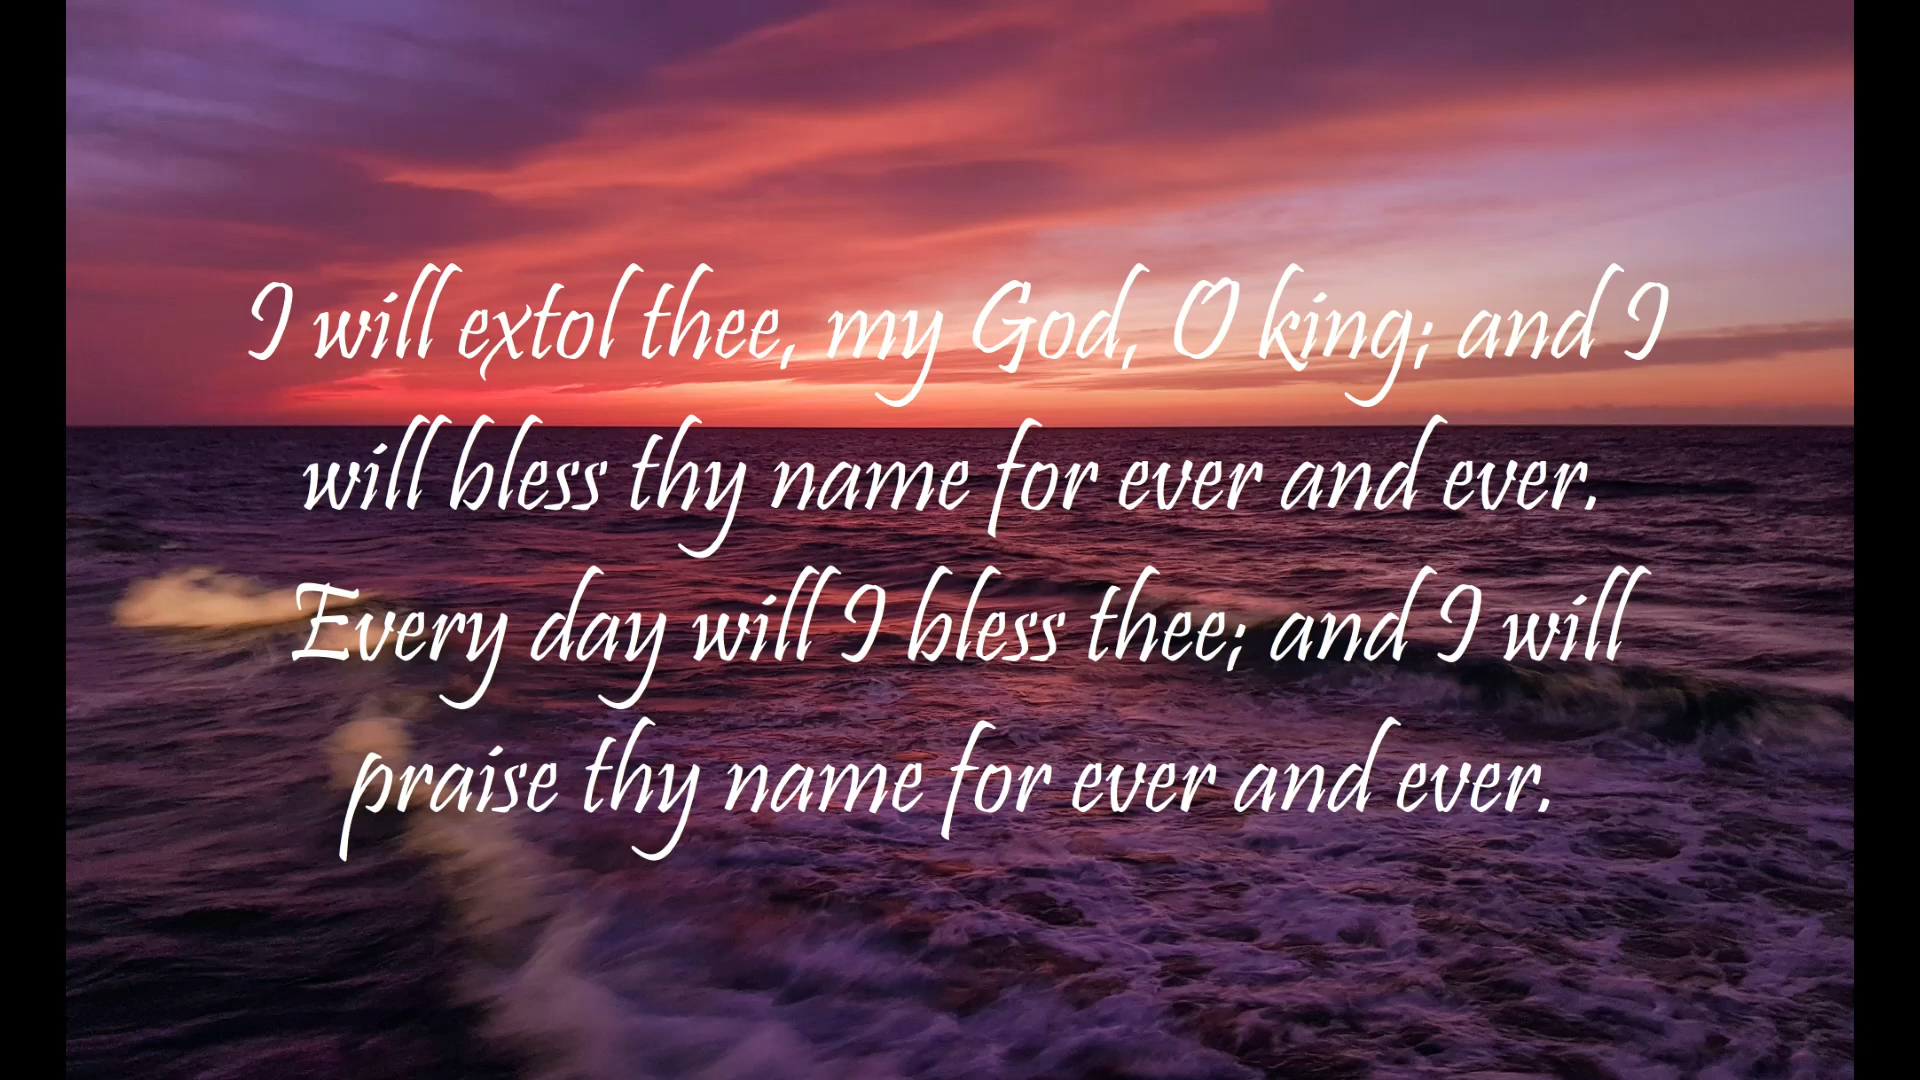 I will extol thee, my God, O king; and I
will bless thy name for ever and ever.
Every day will I bless thee; and I will
praise thy name for ever and ever.